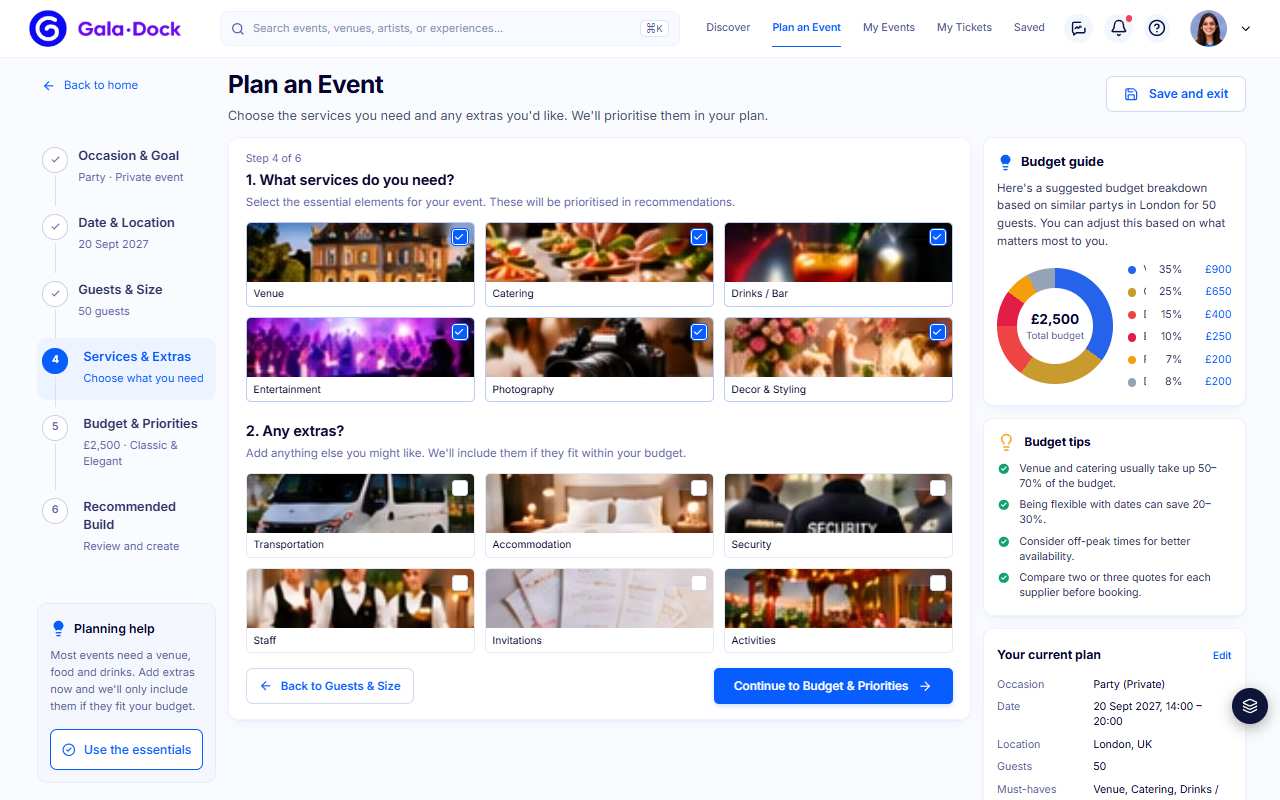 Gala·Dock
Search events, venues, artists, or experiences...
⌘K
Discover
Plan an Event
My Events
My Tickets
Saved
Back to home
Plan an Event
Choose the services you need and any extras you'd like. We'll prioritise them in your plan.
Save and exit
Occasion & Goal
Party · Private event
Date & Location
20 Sept 2027
Guests & Size
50 guests
4
Services & Extras
Choose what you need
5
Budget & Priorities
£2,500 · Classic &
Elegant
6
Recommended
Build
Review and create
Planning help
Most events need a venue,
food and drinks. Add extras
now and we'll only include
them if they fit your budget.
Use the essentials
Step 4 of 6
1. What services do you need?
Select the essential elements for your event. These will be prioritised in recommendations.
Venue
Catering
Drinks / Bar
Entertainment
Photography
Decor & Styling
2. Any extras?
Add anything else you might like. We'll include them if they fit within your budget.
Transportation
Accommodation
SECURITY
Security
Staff
Invitations
Activities
Back to Guests & Size
Continue to Budget & Priorities
Budget guide
Here's a suggested budget breakdown
based on similar partys in London for 50
guests. You can adjust this based on what
matters most to you.
£2,500
Total budget
35% £900
25% £650
15% £400
10% £250
7% £200
8% £200
Budget tips
Venue and catering usually take up 50–
70% of the budget.
Being flexible with dates can save 20–
30%.
Consider off-peak times for better
availability.
Compare two or three quotes for each
supplier before booking.
Your current plan
Edit
Occasion Party (Private)
Date 20 Sept 2027, 14:00 –
20:00
Location London, UK
Guests 50
Must-haves Venue, Catering, Drinks /